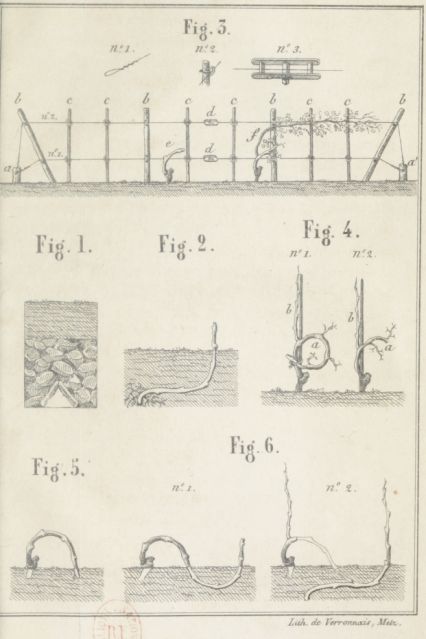 Fig. 3.
n.º 1.
n.º 2.
n.º 3.
b c c b c d c b c c b
n.º 2.
f
e
a n.º 1. d a'
Fig. 1.
Fig. 2.
Fig. 4.
n.º 1. n.º 2.
b a b a
Fig. 5.
Fig. 6.
n.º 1.
n.º 2.
Lith. de Verronnais, Metz.